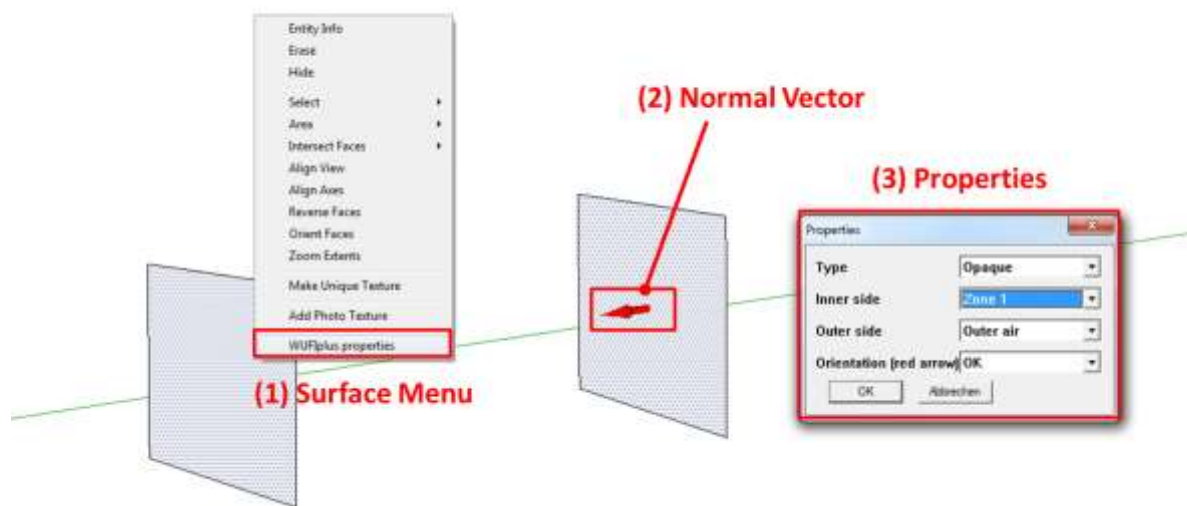 Entity Info
Erase
Hide
Select
Area
Intersect Faces
Align View
Align Axes
Reverse Faces
Orient Faces
Zoom Extents
Make Unique Texture
Add Photo Texture
WUFIplus properties
(1) Surface Menu
(2) Normal Vector
(3) Properties
Properties
Type Opaque
Inner side Zone 1
Outer side Outer air
Orientation (red arrow) OK
OK Abbrechen